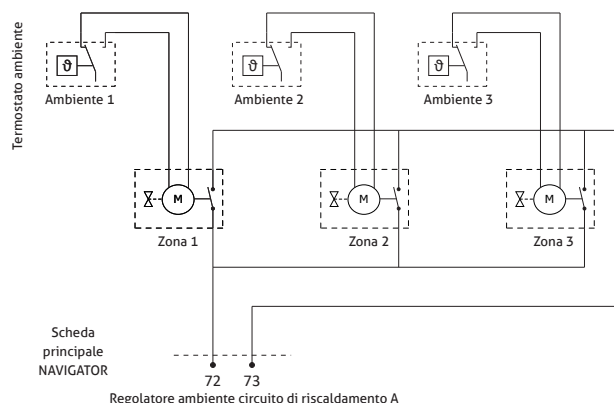 Termostato ambiente
ϑ
ϑ
ϑ
Ambiente 1
Ambiente 2
Ambiente 3
M
M
M
Zona 1
Zona 2
Zona 3
Scheda
principale
NAVIGATOR
72
73
Regolatore ambiente circuito di riscaldamento A